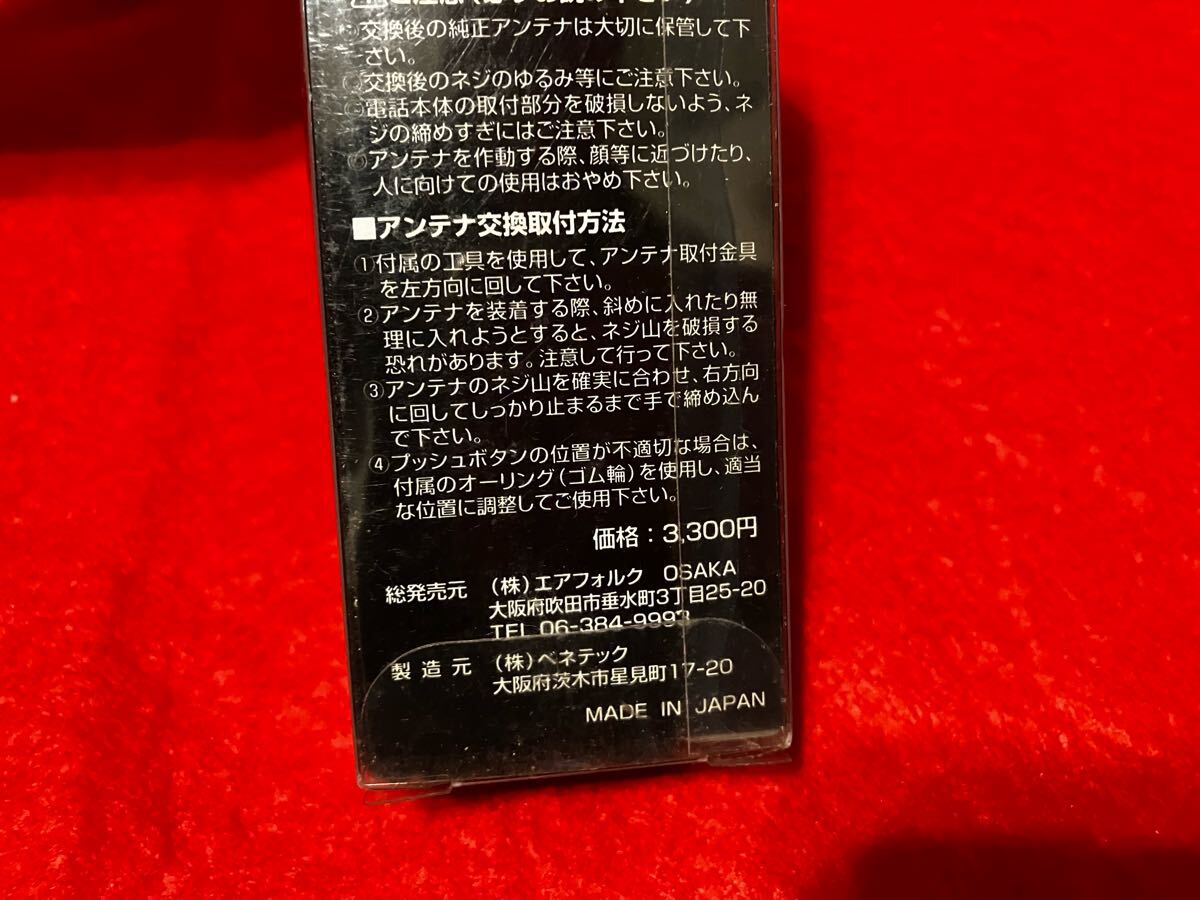 交換後の純正アンテナは大切に保管して下
さい。
交換後のネジのゆるみ等にご注意下さい。
電話本体の取付部分を破損しないよう、ネ
ジの締めすぎにはご注意下さい。
アンテナを作動する際、顔等に近づけたり、
人に向けての使用はおやめ下さい。
■アンテナ交換取付方法
①付属の工具を使用して、アンテナ取付金具
を左方向に回して下さい。
②アンテナを装着する際、斜めに入れたり無
理に入れようとすると、ネジ山を破損する
恐れがあります。注意して行って下さい。
③アンテナのネジ山を確実に合わせ、右方向
に回してしっかり止まるまで手で締め込ん
で下さい。
④プッシュボタンの位置が不適切な場合は、
付属のオーリング(ゴム輪)を使用し、適当
な位置に調整してご使用下さい。
価格：3,300円
総発売元 (株)エアフォルク OSAKA
大阪府吹田市垂水町3丁目25-20
TEL 06-384-9993
製造元 (株)ベネテック
大阪府茨木市星見町17-20
MADE IN JAPAN